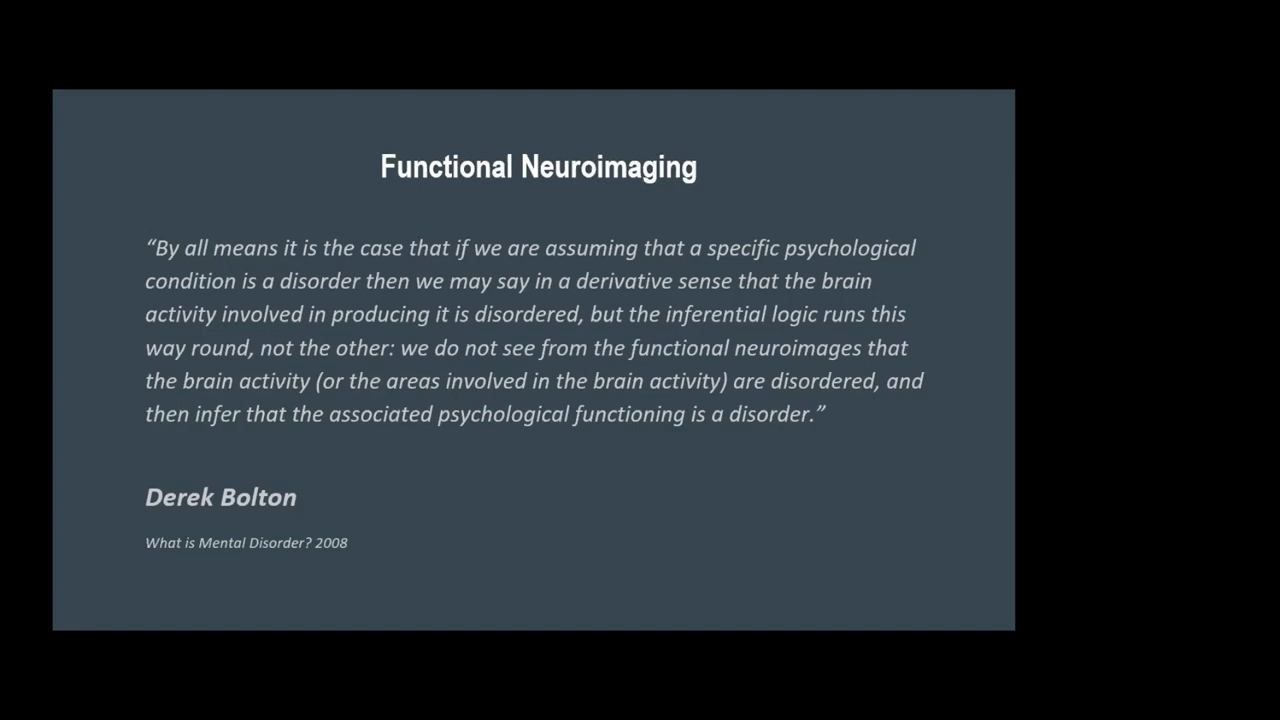 Functional Neuroimaging
“By all means it is the case that if we are assuming that a specific psychological
condition is a disorder then we may say in a derivative sense that the brain
activity involved in producing it is disordered, but the inferential logic runs this
way round, not the other: we do not see from the functional neuroimages that
the brain activity (or the areas involved in the brain activity) are disordered, and
then infer that the associated psychological functioning is a disorder.”
Derek Bolton
What is Mental Disorder? 2008